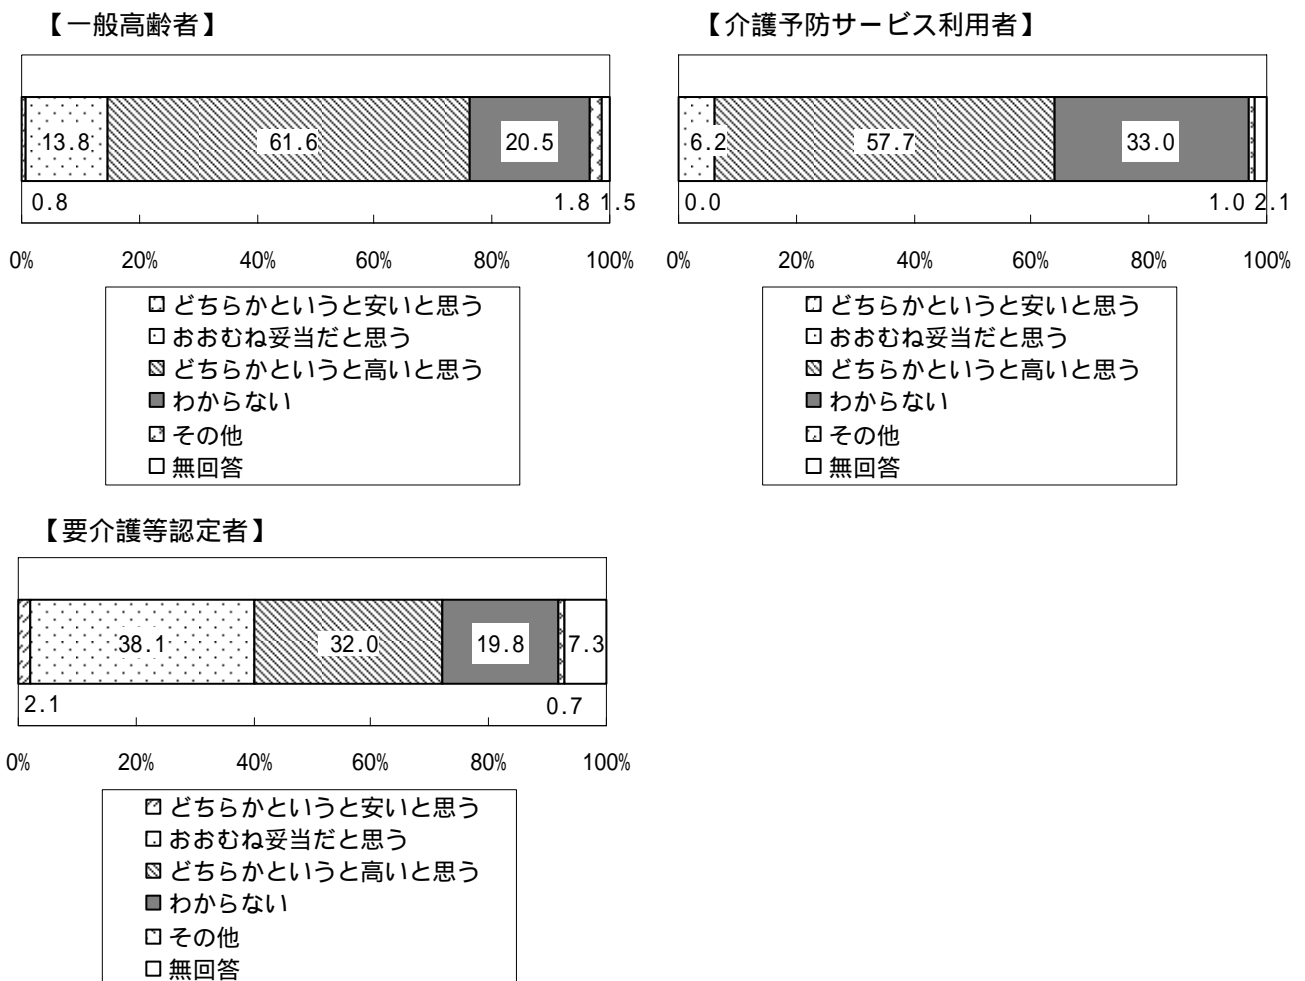 【一般高齢者】
13.8 61.6 20.5
0.8 1.8 1.5
0% 20% 40% 60% 80% 100%
どちらかというと安いと思う
おおむね妥当だと思う
どちらかというと高いと思う
わからない
その他
無回答
【介護予防サービス利用者】
6.2 57.7 33.0
0.0 1.0 2.1
0% 20% 40% 60% 80% 100%
どちらかというと安いと思う
おおむね妥当だと思う
どちらかというと高いと思う
わからない
その他
無回答
【要介護等認定者】
38.1 32.0 19.8 7.3
2.1 0.7
0% 20% 40% 60% 80% 100%
どちらかというと安いと思う
おおむね妥当だと思う
どちらかというと高いと思う
わからない
その他
無回答